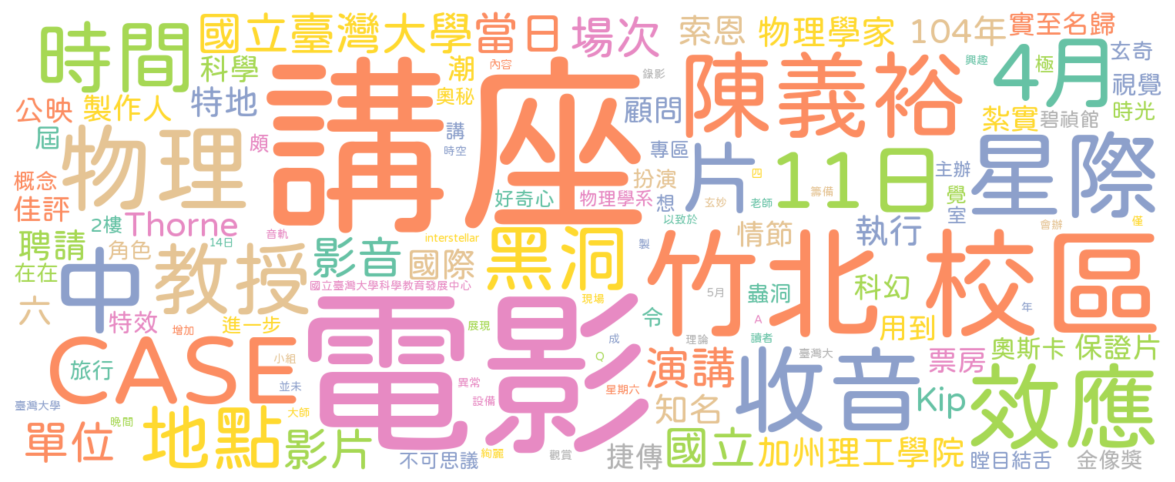 時間
國立臺灣大學
當日
場次
索恩
物理學家
104年
實至名歸
科學
潮
內容
錄影
4月
興趣
極
玄奇
公映
製作人
特地
奧秘
講座
顧問
陳義裕
視覺
時光
屆
物理
頗
講
時空
專區
片
四
11日
紮實
碧禎館
主辦
星際
概念
佳評
2樓
Thorne
好奇心
物理學系
扮演
想
玄妙
老師
籌備
覺
室
聘請
角色
14日
音軌
interstellar
以致於
情節
會辦
僅
執行
在在
中
教授
影音
國際
黑洞
製
竹北
校區
六
特效
進一步
國立臺灣大學科學教育發展中心
現場
蟲洞
5月
科幻
年
CASE
增加
電影
展現
令
A
讀者
用到
旅行
小組
成
理論
Q
演講
臺灣大
票房
奧斯卡
保證片
並未
異常
設備
星期六
收音
Kip
效應
臺灣大學
單位
晚間
地點
大師
影片
知名
不可思議
絢麗
觀賞
捷傳
國立
加州理工學院
瞠目結舌
金像獎